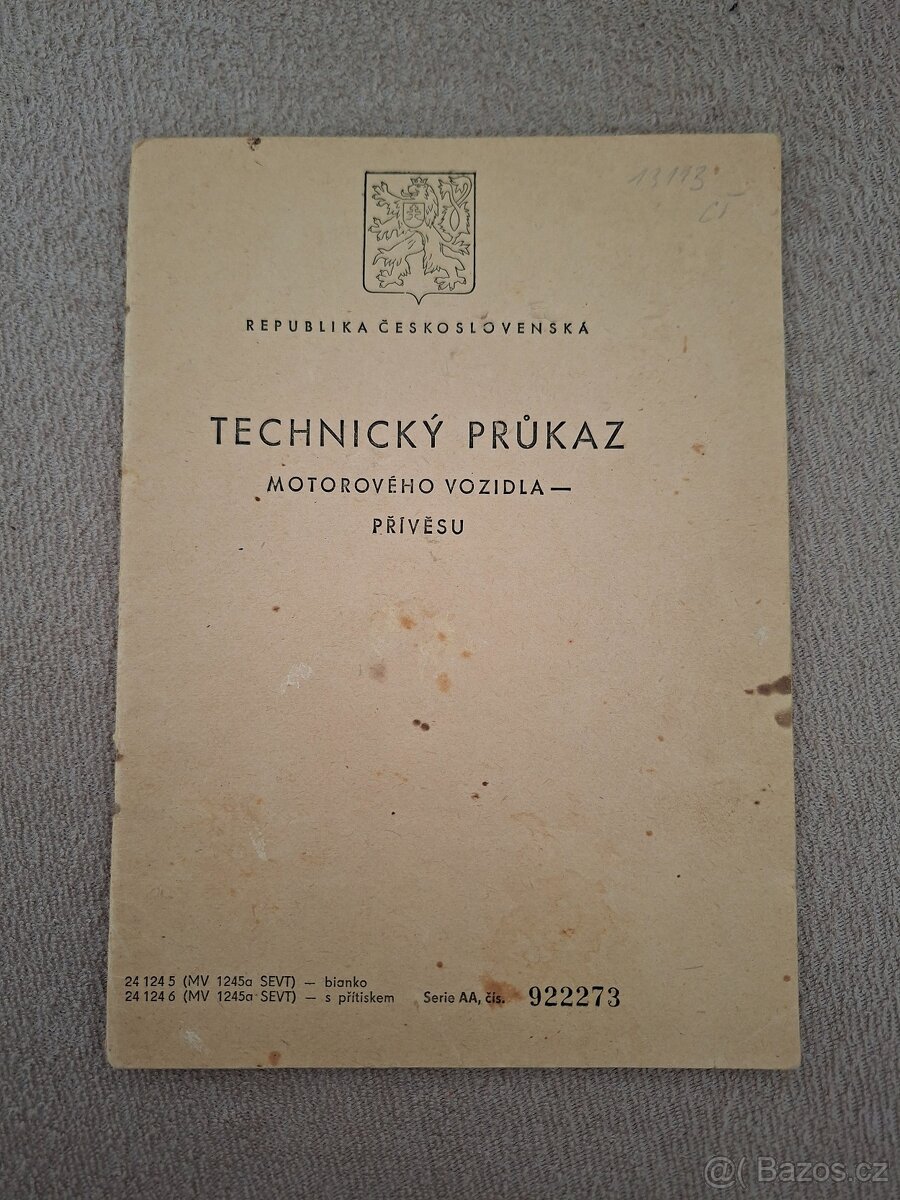 13113
REPUBLIKA ČESKOSLOVENSKÁ
TECHNICKÝ PRŮKAZ
MOTOROVÉHO VOZIDLA —
PŘÍVĚSU
24 124 5 (MV 1245a SEVT) — bianko
24 124 6 (MV 1245a SEVT) — s přítiskem Serie AA, čís. 922273
@( Bazos.cz